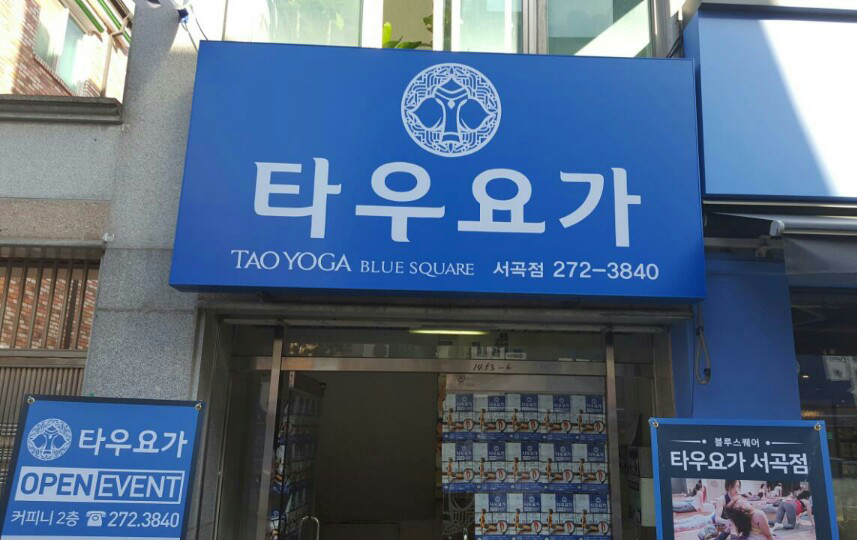 타우요가
TAO YOGA BLUE SQUARE 서곡점 272-3840
타우요가
OPEN EVENT
커피니 2층 ☎ 272.3840
블루스퀘어
타우요가 서곡점